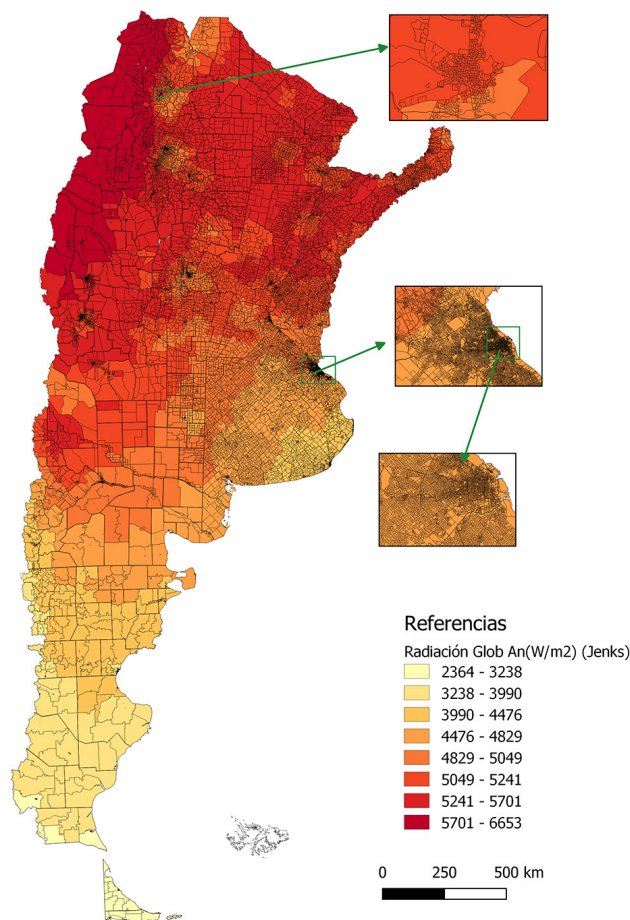 Referencias
Radiación Glob An(W/m2) (Jenks)
2364 - 3238
3238 - 3990
3990 - 4476
4476 - 4829
4829 - 5049
5049 - 5241
5241 - 5701
5701 - 6653
0 250 500 km